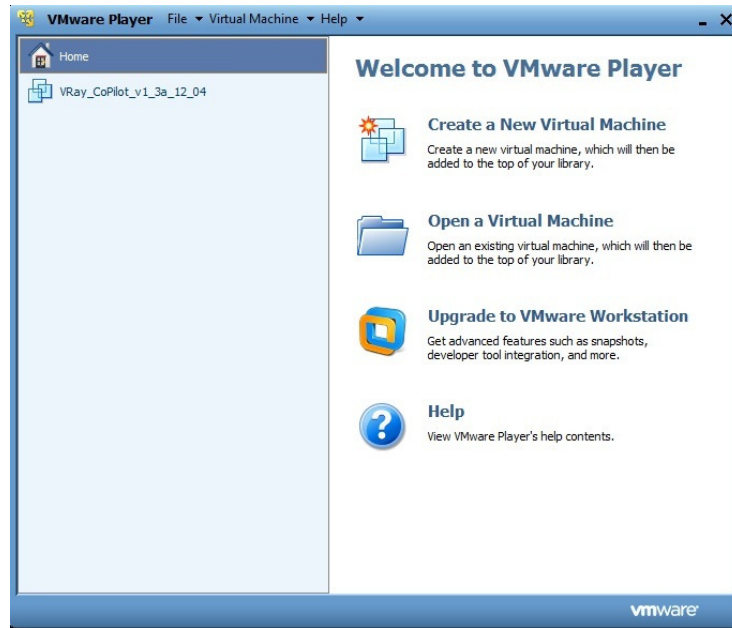 VMware Player File Virtual Machine Help
Home
VRay_CoPilot_v1_3a_12_04
Welcome to VMware Player
Create a New Virtual Machine
Create a new virtual machine, which will then be
added to the top of your library.
Open a Virtual Machine
Open an existing virtual machine, which will then be
added to the top of your library.
Upgrade to VMware Workstation
Get advanced features such as snapshots,
developer tool integration, and more.
Help
View VMware Player's help contents.
vmware